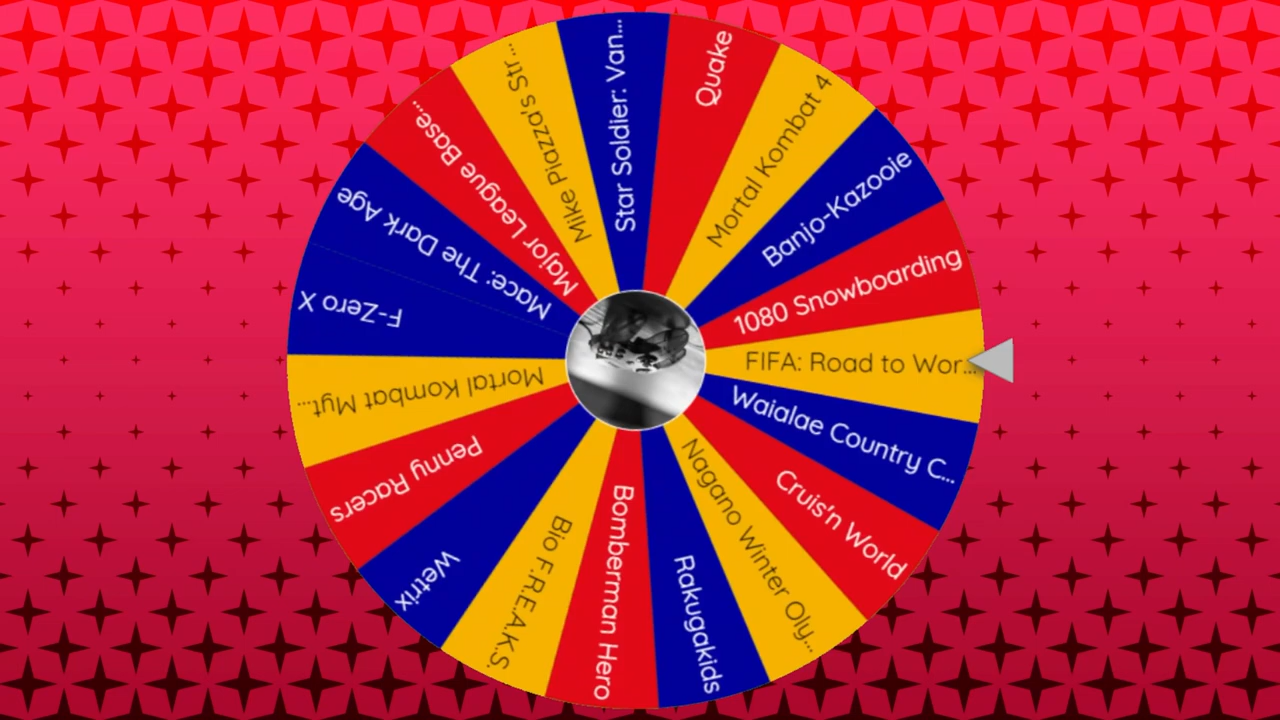 Star Soldier: Van...
Quake
Mortal Kombat 4
Banjo-Kazooie
1080 Snowboarding
FIFA: Road to Wor...
Waialae Country C...
Cruis'n World
Nagano Winter Oly...
Rakugakids
Bomberman Hero
Bio F.R.E.A.K.S.
Wetrix
Penny Racers
Mortal Kombat Myt...
F-Zero X
Mace: The Dark Age
Major League Base...
Mike Piazza's Str...